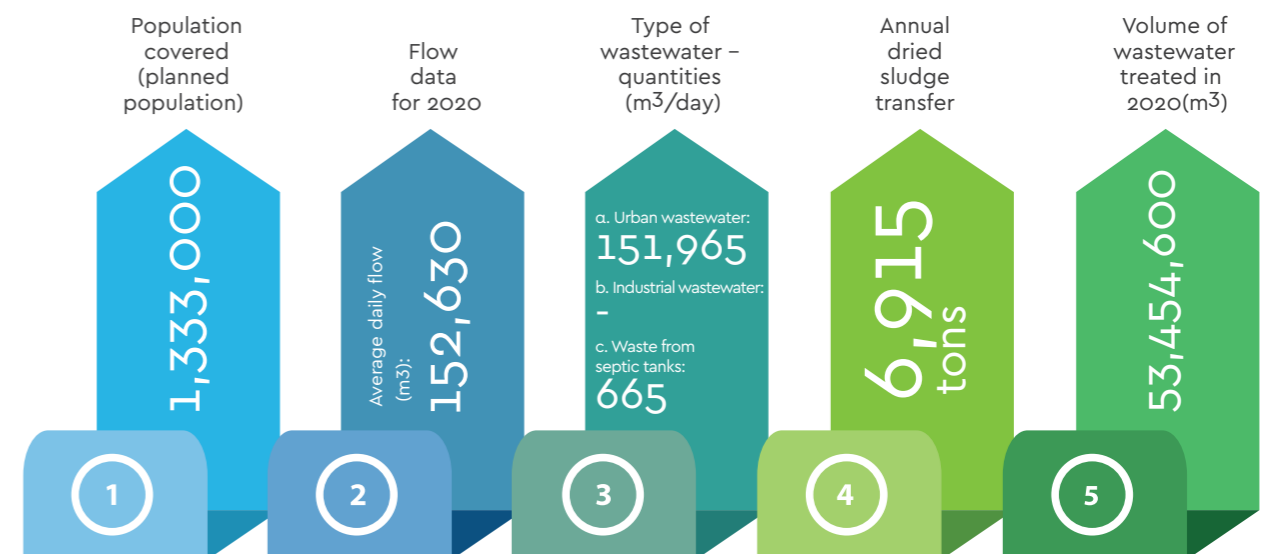 Population
covered
(planned
population)
1,333,000
1
Flow
data
for 2020
Average daily flow
(m3):
152,630
2
Type of
wastewater –
quantities
(m3/day)
a. Urban wastewater:
151,965
b. Industrial wastewater:
-
c. Waste from
septic tanks:
665
3
Annual
dried
sludge
transfer
6,915
tons
4
Volume of
wastewater
treated in
2020(m3)
53,454,600
5